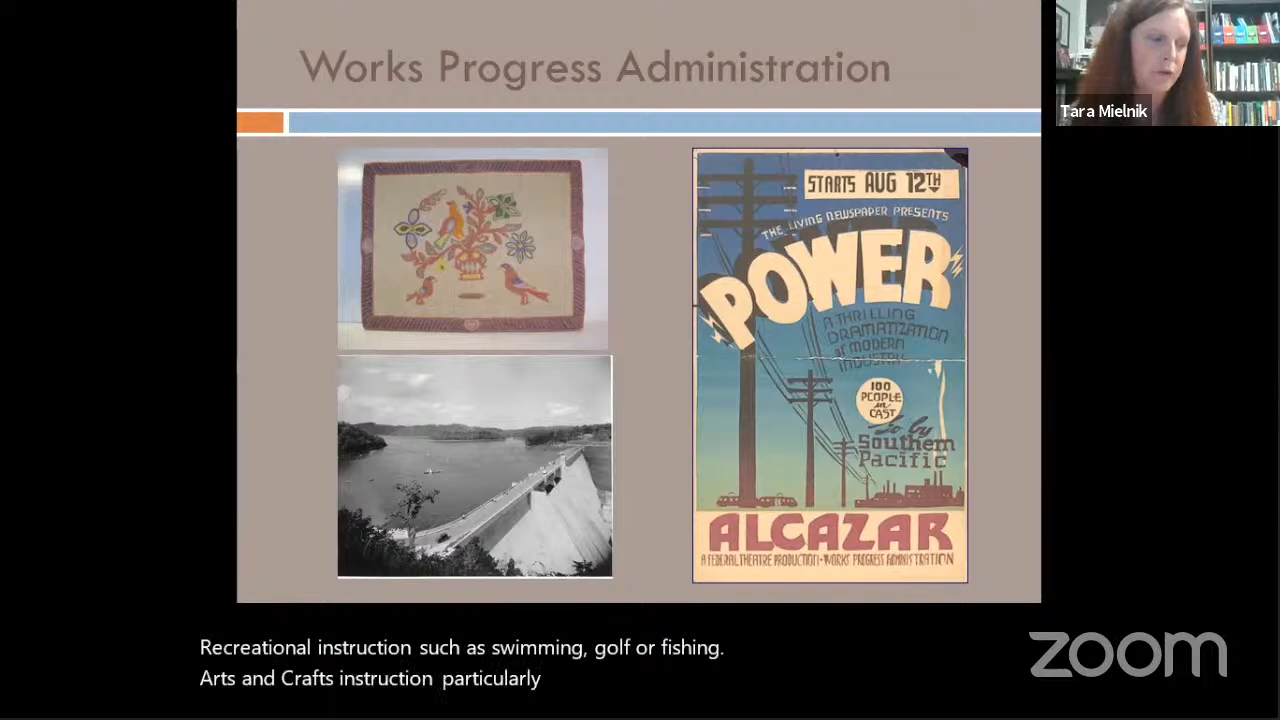 Works Progress Administration
Tara Mielnik
STARTS AUG 12TH
THE LIVING NEWSPAPER PRESENTS
POWER
A THRILLING
DRAMATIZATION
of MODERN
INDUSTRY
100
PEOPLE
in
CAST
Go by
Southern
Pacific
ALCAZAR
A FEDERAL THEATRE PRODUCTION-WORKS PROGRESS ADMINISTRATION
Recreational instruction such as swimming, golf or fishing.
Arts and Crafts instruction particularly
zoom